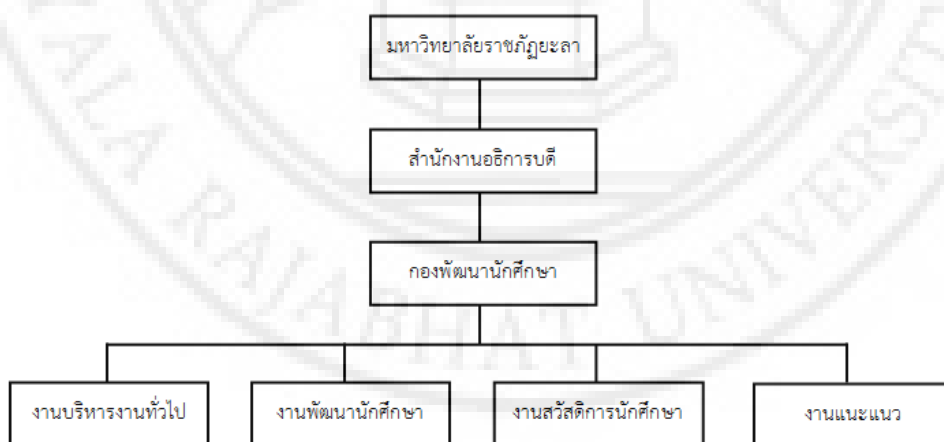 มหาวิทยาลัยราชภัฏยะลา
สำนักงานอธิการบดี
กองพัฒนานักศึกษา
งานบริหารงานทั่วไป
งานพัฒนานักศึกษา
งานสวัสดิการนักศึกษา
งานแนะแนว
YALA RAJABHAT UNIVERSITY